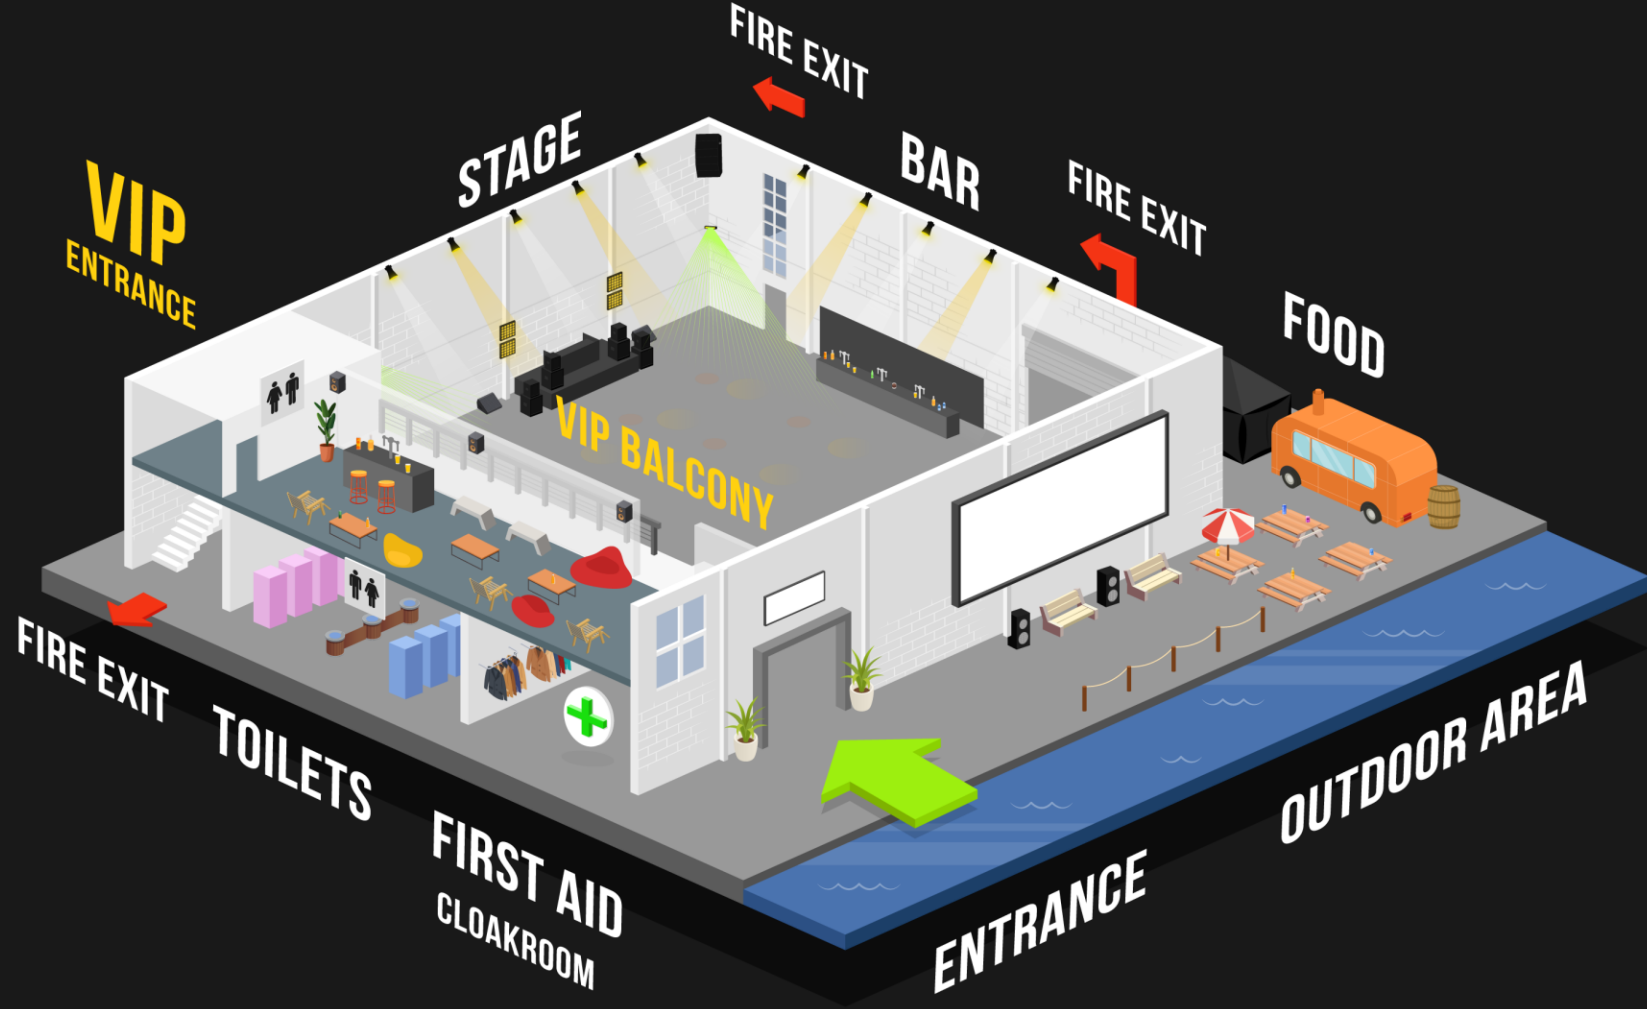 FIRE EXIT
STAGE
BAR
VIP
ENTRANCE
FIRE EXIT
FOOD
VIP BALCONY
FIRE EXIT
TOILETS
FIRST AID
CLOAKROOM
ENTRANCE
OUTDOOR AREA